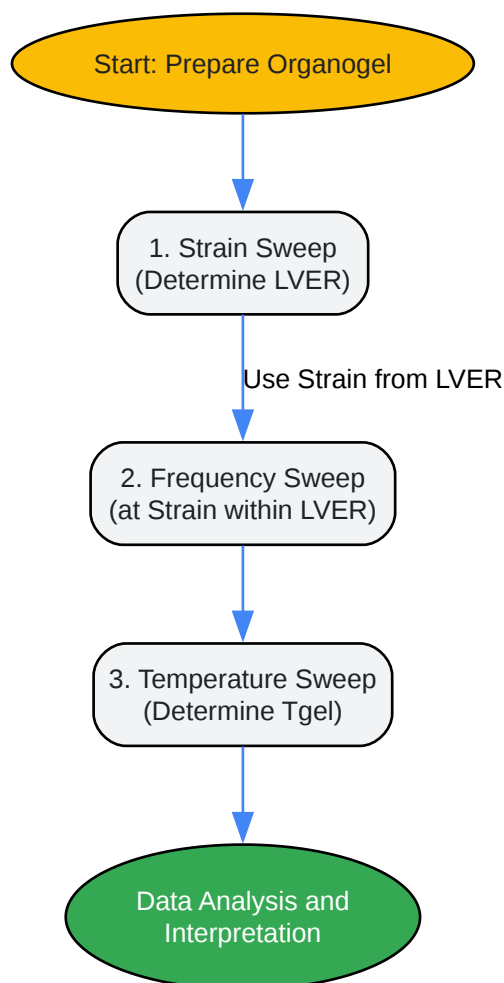 Start: Prepare Organogel
1. Strain Sweep
(Determine LVER)
Use Strain from LVER
2. Frequency Sweep
(at Strain within LVER)
3. Temperature Sweep
(Determine Tgel)
Data Analysis and
Interpretation